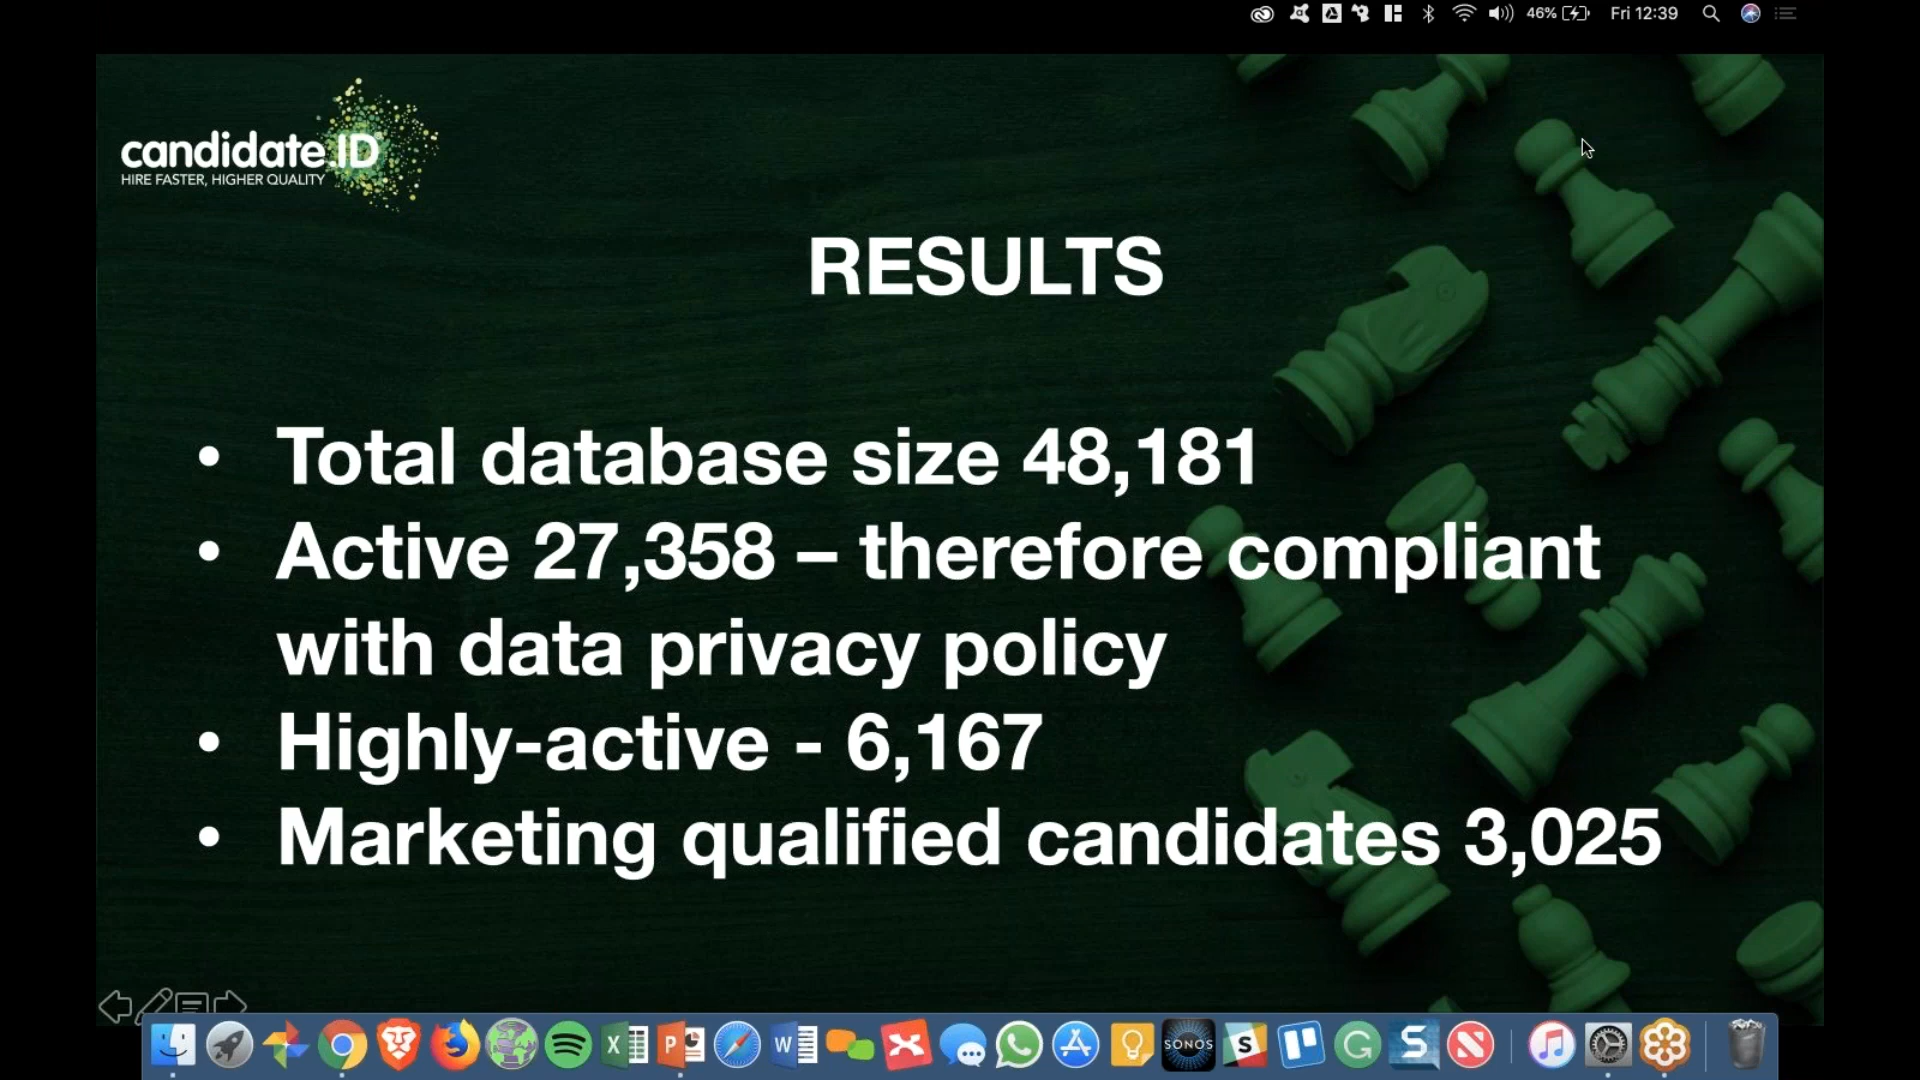 46% Fri 12:39
candidate.ID
HIRE FASTER, HIGHER QUALITY
RESULTS
• Total database size 48,181
• Active 27,358 – therefore compliant
with data privacy policy
• Highly-active - 6,167
• Marketing qualified candidates 3,025
X P W SONOS S G S N